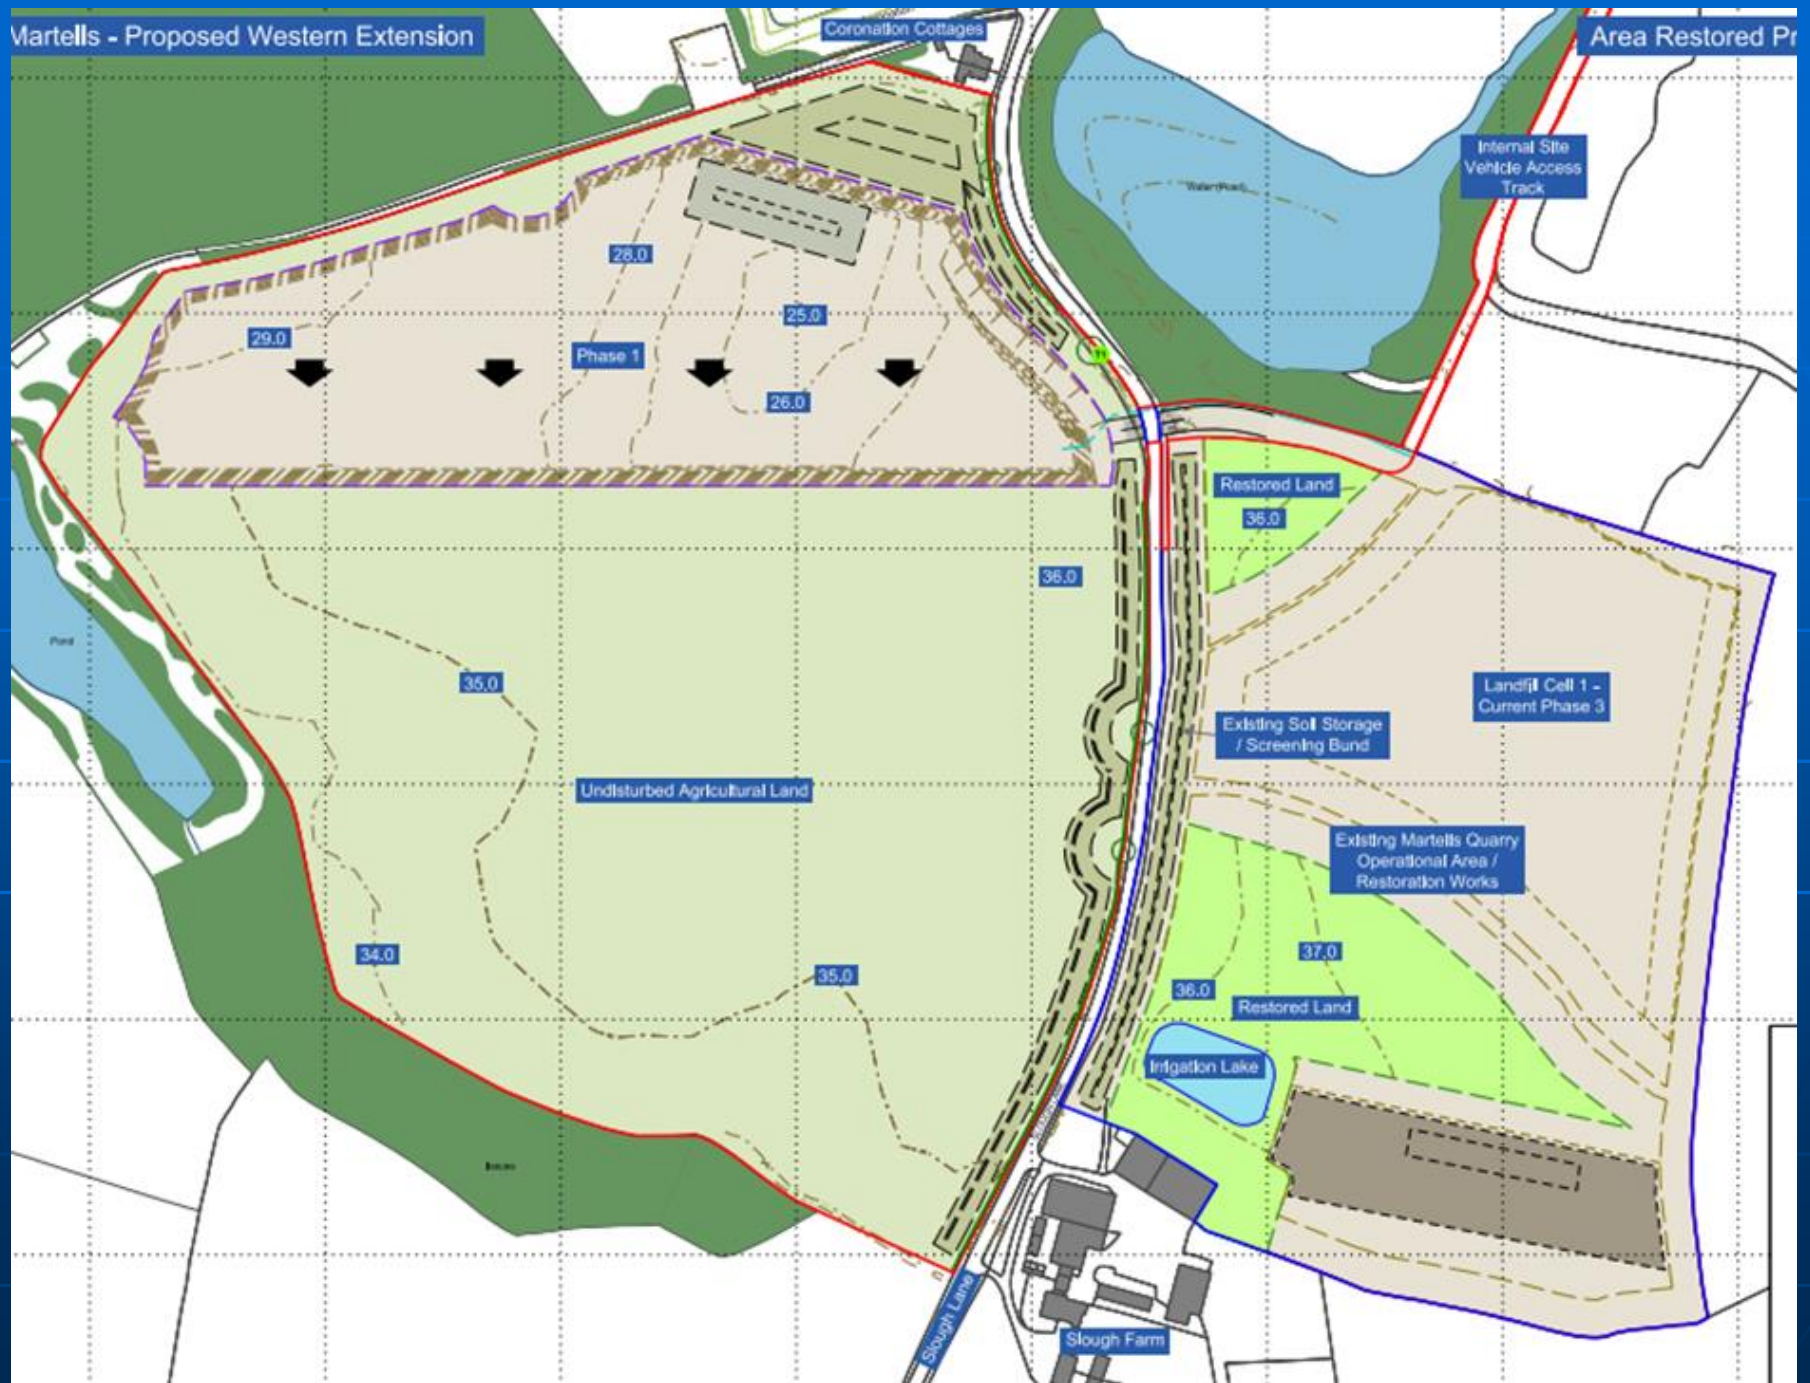 Martells - Proposed Western Extension
Coronation Cottages
Area Restored Pr
Internal Site
Vehicle Access
Track
28.0
25.0
29.0
Phase 1
26.0
T1
Restored Land
36.0
36.0
35.0
Pond
Landfill Cell 1 -
Current Phase 3
Existing Soil Storage
/ Screening Bund
Undisturbed Agricultural Land
Existing Martells Quarry
Operational Area /
Restoration Works
34.0
35.0
37.0
36.0
Restored Land
Irrigation Lake
Slough Lane
Slough Farm